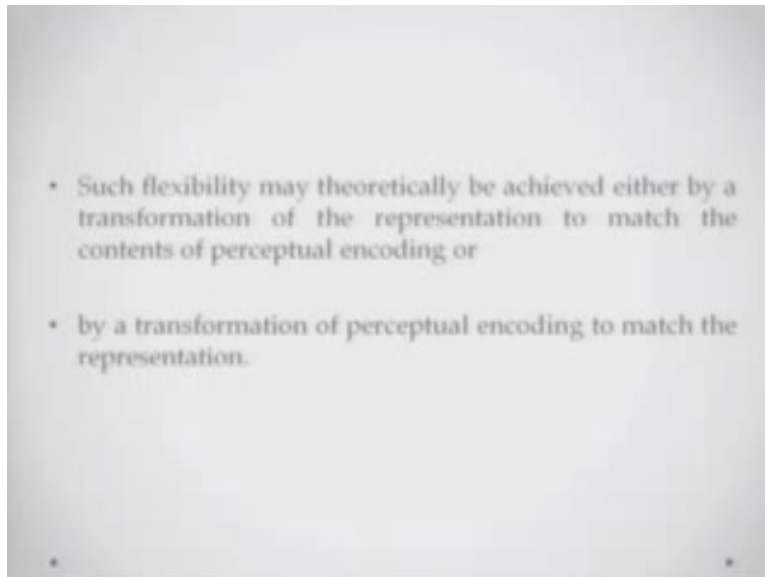 • Such flexibility may theoretically be achieved either by a
transformation of the representation to match the
contents of perceptual encoding or
• by a transformation of perceptual encoding to match the
representation.